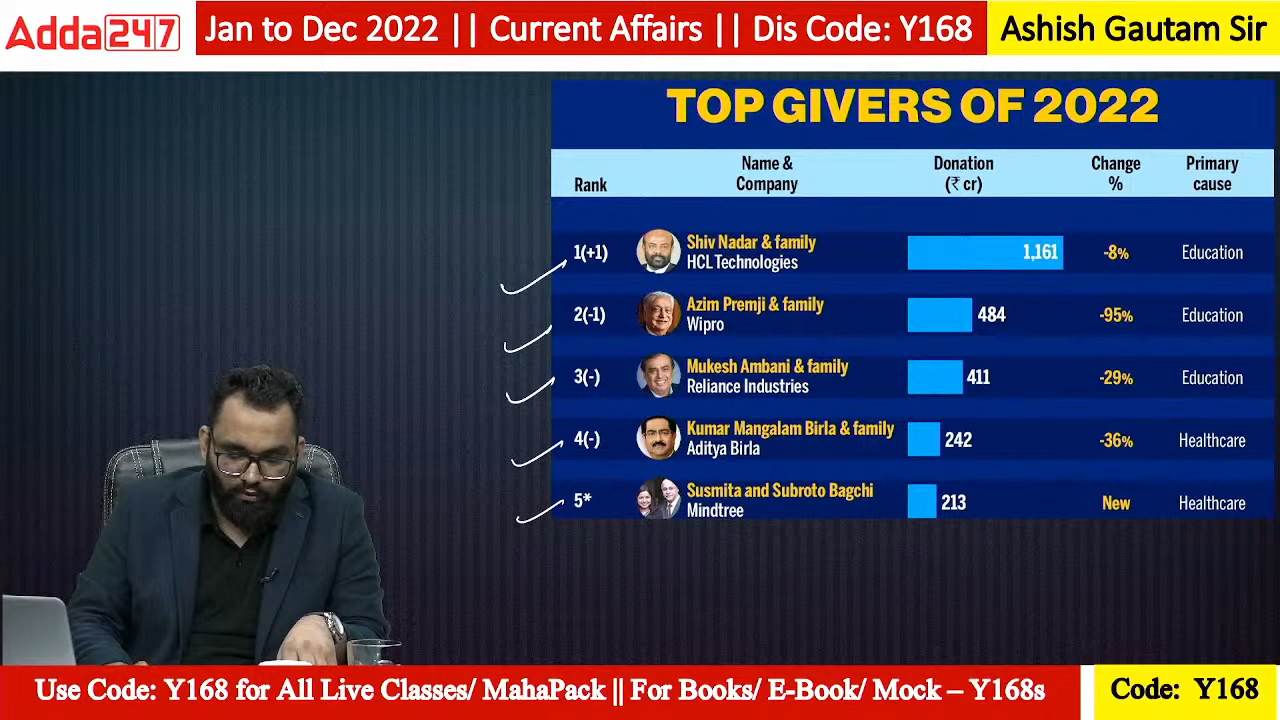 Adda247
Jan to Dec 2022 || Current Affairs || Dis Code: Y168
Ashish Gautam Sir
TOP GIVERS OF 2022
Rank
Name &
Company
Donation
(₹ cr)
Change
%
Primary
cause
1(+1)
Shiv Nadar & family
HCL Technologies
1,161
-8%
Education
2(-1)
Azim Premji & family
Wipro
484
-95%
Education
3(-)
Mukesh Ambani & family
Reliance Industries
411
-29%
Education
4(-)
Kumar Mangalam Birla & family
Aditya Birla
242
-36%
Healthcare
5*
Susmita and Subroto Bagchi
Mindtree
213
New
Healthcare
Use Code: Y168 for All Live Classes/ MahaPack || For Books/ E-Book/ Mock – Y168s
Code: Y168